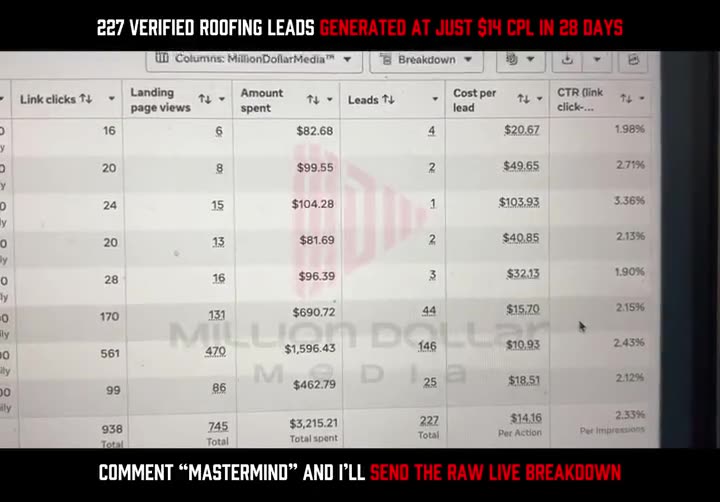 227 VERIFIED ROOFING LEADS GENERATED AT JUST $14 CPL IN 28 DAYS
Columns: MillionDollarMedia™ Breakdown
Link clicks ↑↓ Landing page views ↑↓ Amount spent ↑↓ Leads ↑↓ Cost per lead ↑↓ CTR (link click-... ↑↓
16 6 $82.68 4 $20.67 1.98%
20 8 $99.55 2 $49.65 2.71%
24 15 $104.28 1 $103.93 3.36%
20 13 $81.69 2 $40.85 2.13%
28 16 $96.39 3 $32.13 1.90%
170 131 $690.72 44 $15.70 2.15%
561 470 $1,596.43 146 $10.93 2.43%
99 86 $462.79 25 $18.51 2.12%
938 745 $3,215.21 227 $14.16 2.33%
Total Total Total spent Total Per Action Per Impressions
MILLION DOLLAR
MEDIA
COMMENT “MASTERMIND” AND I’LL SEND THE RAW LIVE BREAKDOWN